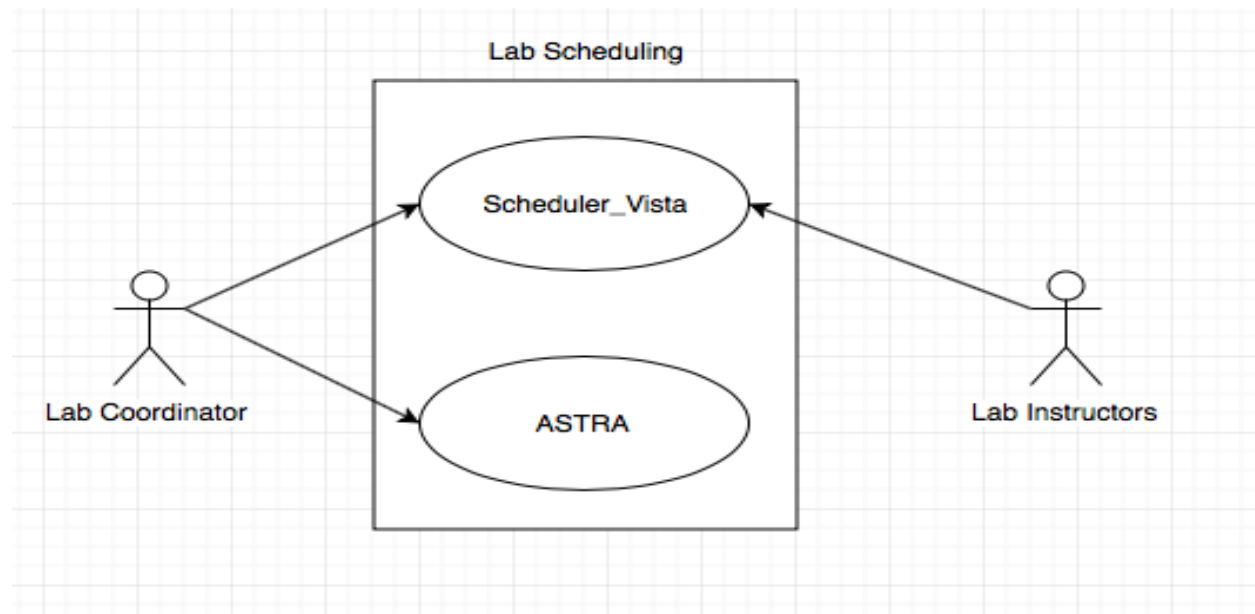 Lab Scheduling
Scheduler_Vista
Lab Coordinator
Lab Instructors
ASTRA